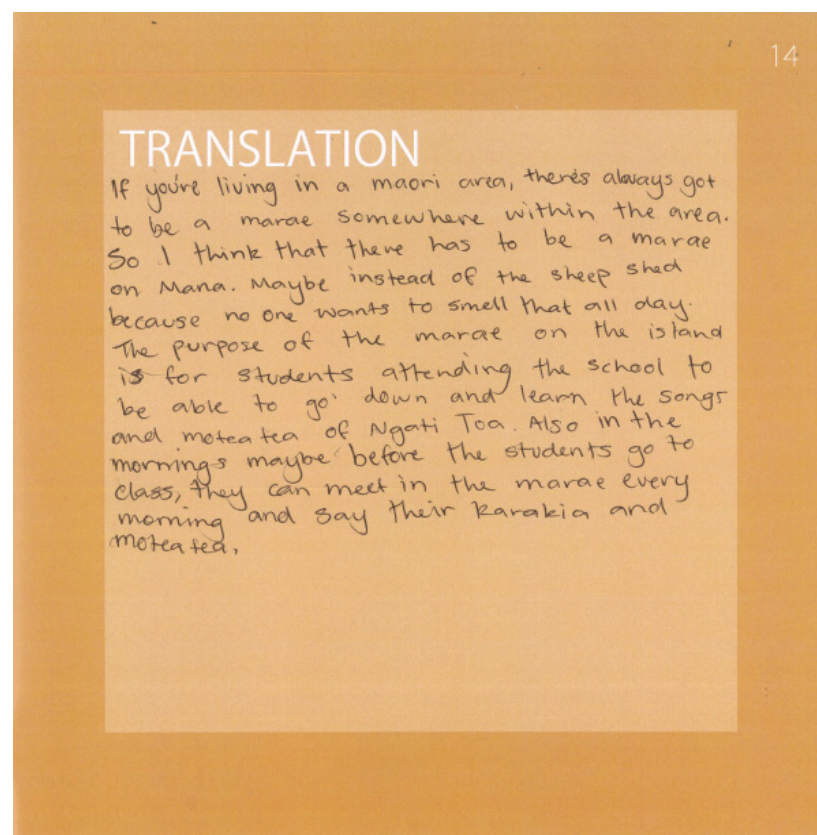 14
TRANSLATION
If you're living in a maori area, there's always got
to be a marae somewhere within the area.
So I think that there has to be a marae
on Mana. Maybe instead of the sheep shed
because no one wants to smell that all day.
The purpose of the marae on the island
is for students attending the school to
be able to go down and learn the songs
and motea tea of Ngati Toa. Also in the
mornings maybe before the students go to
class, they can meet in the marae every
morning and say their karakia and
motea tea.